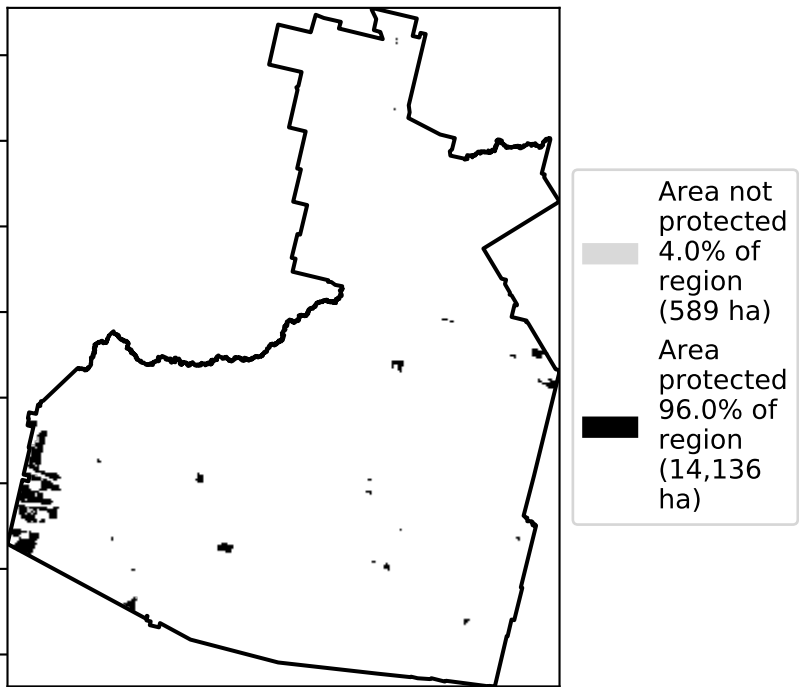 Area not
protected
4.0% of
region
(589 ha)
Area
protected
96.0% of
region
(14,136
ha)